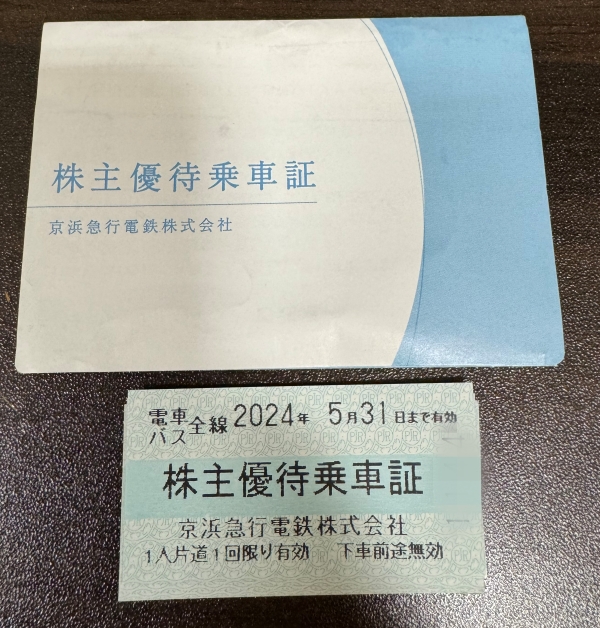 株主優待乗車証
京浜急行電鉄株式会社
電車バス全線2024年 5月31日まで有効
株主優待乗車証
京浜急行電鉄株式会社
1人片道1回限り有効 下車前途無効